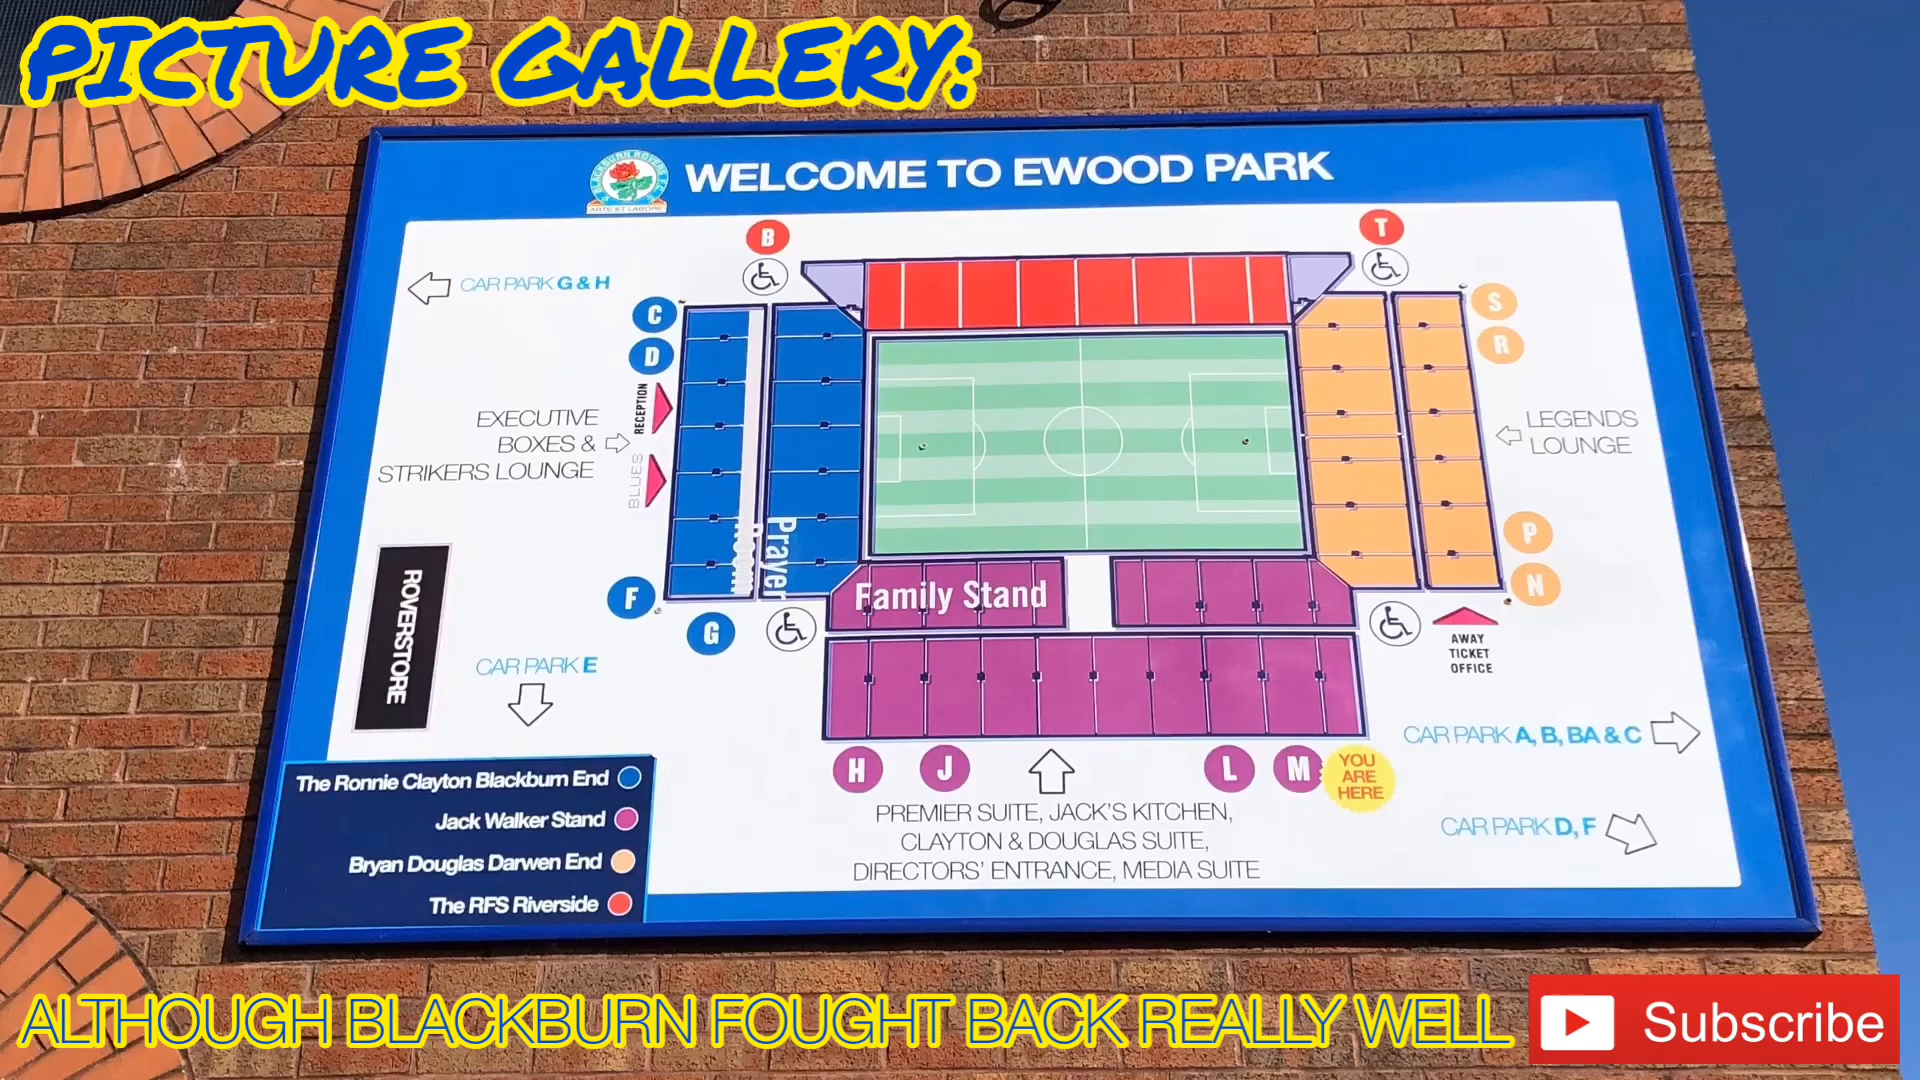 PICTURE GALLERY:
BLACKBURN ROVERS F.C.
ARTE ET LABORE
WELCOME TO EWOOD PARK
B
T
CAR PARK G & H
C
D
S
R
RECEPTION
EXECUTIVE
BOXES &
STRIKERS LOUNGE
BLUES
LEGENDS
LOUNGE
Prayer
Room
P
N
F
G
Family Stand
ROVERSTORE
AWAY
TICKET
OFFICE
CAR PARK E
CAR PARK A, B, BA & C
H
J
L
M
YOU
ARE
HERE
PREMIER SUITE, JACK'S KITCHEN,
CLAYTON & DOUGLAS SUITE,
DIRECTORS' ENTRANCE, MEDIA SUITE
CAR PARK D, F
The Ronnie Clayton Blackburn End
Jack Walker Stand
Bryan Douglas Darwen End
The RFS Riverside
ALTHOUGH BLACKBURN FOUGHT BACK REALLY WELL
Subscribe